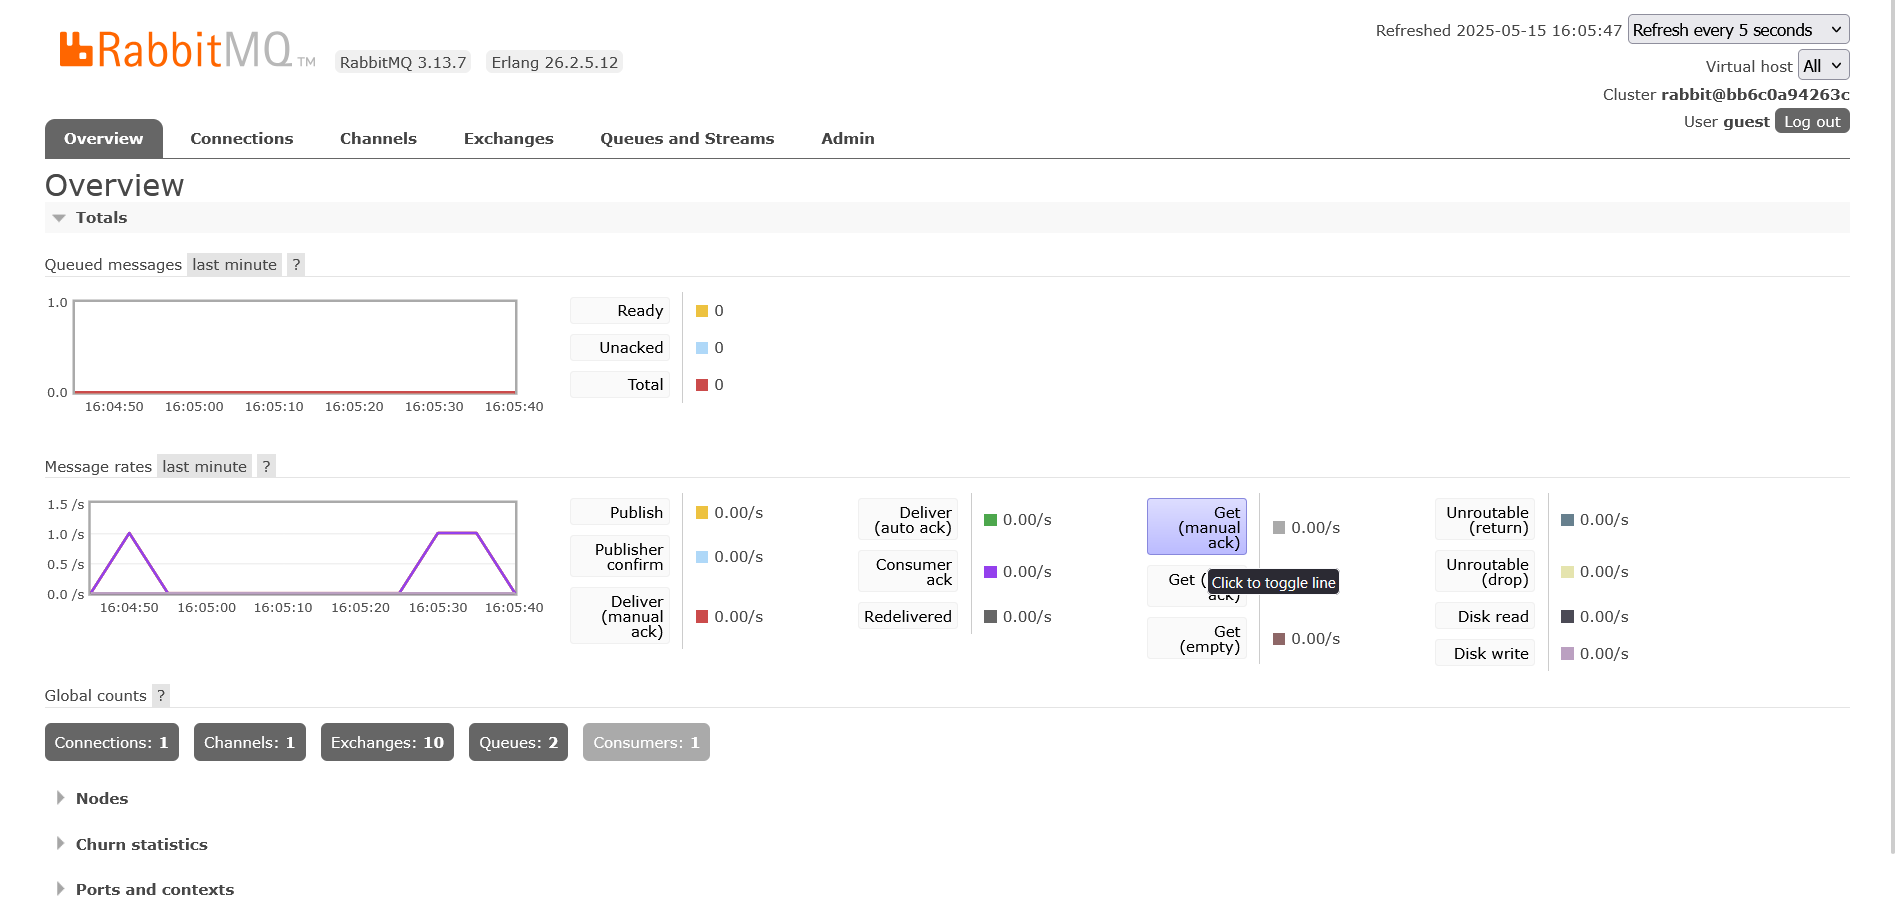 RabbitMQ TM
RabbitMQ 3.13.7 Erlang 26.2.5.12
Refreshed 2025-05-15 16:05:47 Refresh every 5 seconds
Virtual host All
Cluster rabbit@bb6c0a94263c
User guest Log out
Overview Connections Channels Exchanges Queues and Streams Admin
Overview
Totals
Queued messages last minute ?
1.0
0.0
16:04:50 16:05:00 16:05:10 16:05:20 16:05:30 16:05:40
Ready 0
Unacked 0
Total 0
Message rates last minute ?
1.5 /s
1.0 /s
0.5 /s
0.0 /s
16:04:50 16:05:00 16:05:10 16:05:20 16:05:30 16:05:40
Publish 0.00/s
Publisher
confirm 0.00/s
Deliver
(manual
ack) 0.00/s
Deliver
(auto ack) 0.00/s
Consumer
ack 0.00/s
Redelivered 0.00/s
Get
(manual
ack) 0.00/s
Get (
ack)
Click to toggle line
Get
(empty) 0.00/s
Unroutable
(return) 0.00/s
Unroutable
(drop) 0.00/s
Disk read 0.00/s
Disk write 0.00/s
Global counts ?
Connections: 1 Channels: 1 Exchanges: 10 Queues: 2 Consumers: 1
Nodes
Churn statistics
Ports and contexts